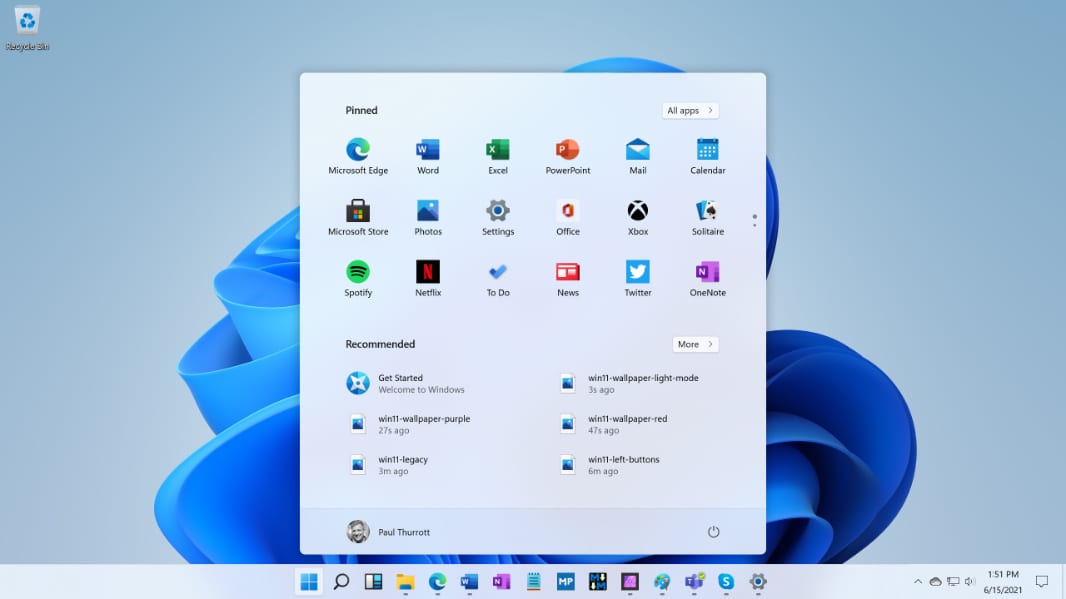 Recycle Bin
Pinned
All apps
Microsoft Edge
Word
Excel
PowerPoint
Mail
Calendar
Microsoft Store
Photos
Settings
Office
Xbox
Solitaire
Spotify
Netflix
To Do
News
Twitter
OneNote
Recommended
More
Get Started
Welcome to Windows
win11-wallpaper-light-mode
3s ago
win11-wallpaper-purple
27s ago
win11-wallpaper-red
47s ago
win11-legacy
3m ago
win11-left-buttons
6m ago
Paul Thurrott
MP
1:51 PM
6/15/2021